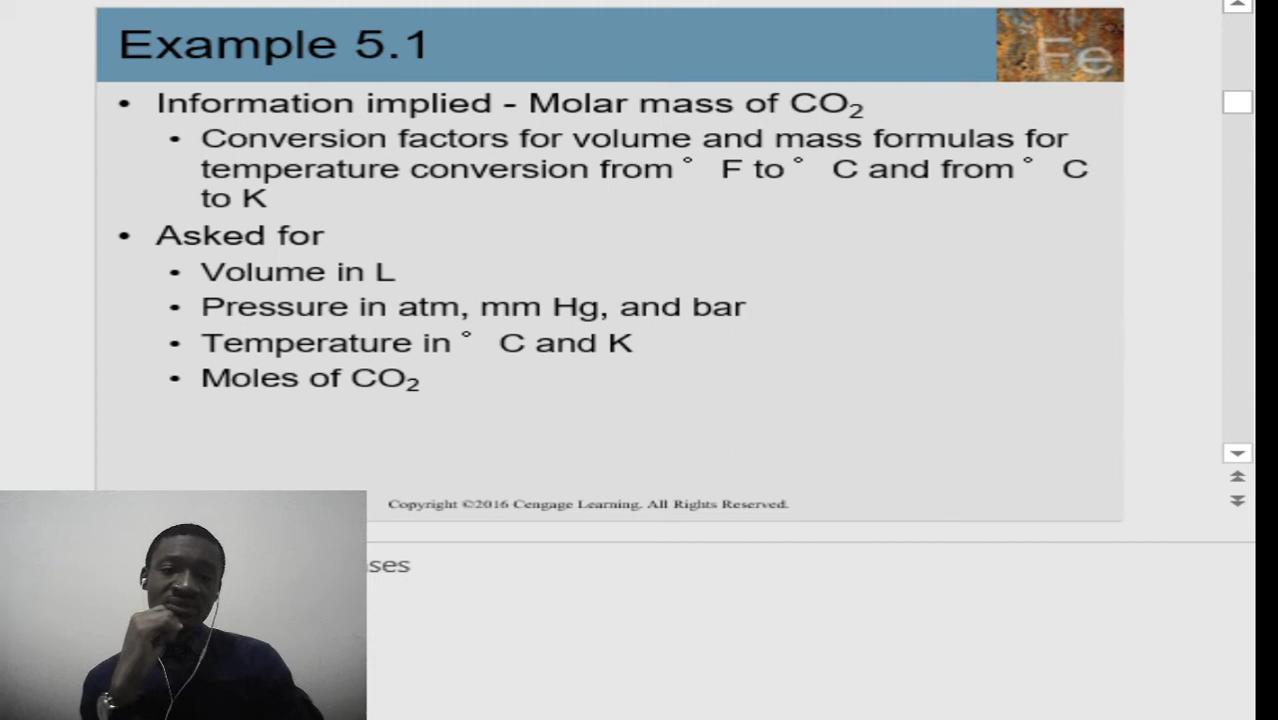 Example 5.1
Fe
• Information implied - Molar mass of CO₂
• Conversion factors for volume and mass formulas for
temperature conversion from ° F to ° C and from ° C
to K
• Asked for
• Volume in L
• Pressure in atm, mm Hg, and bar
• Temperature in ° C and K
• Moles of CO₂
Copyright ©2016 Cengage Learning. All Rights Reserved.
ases